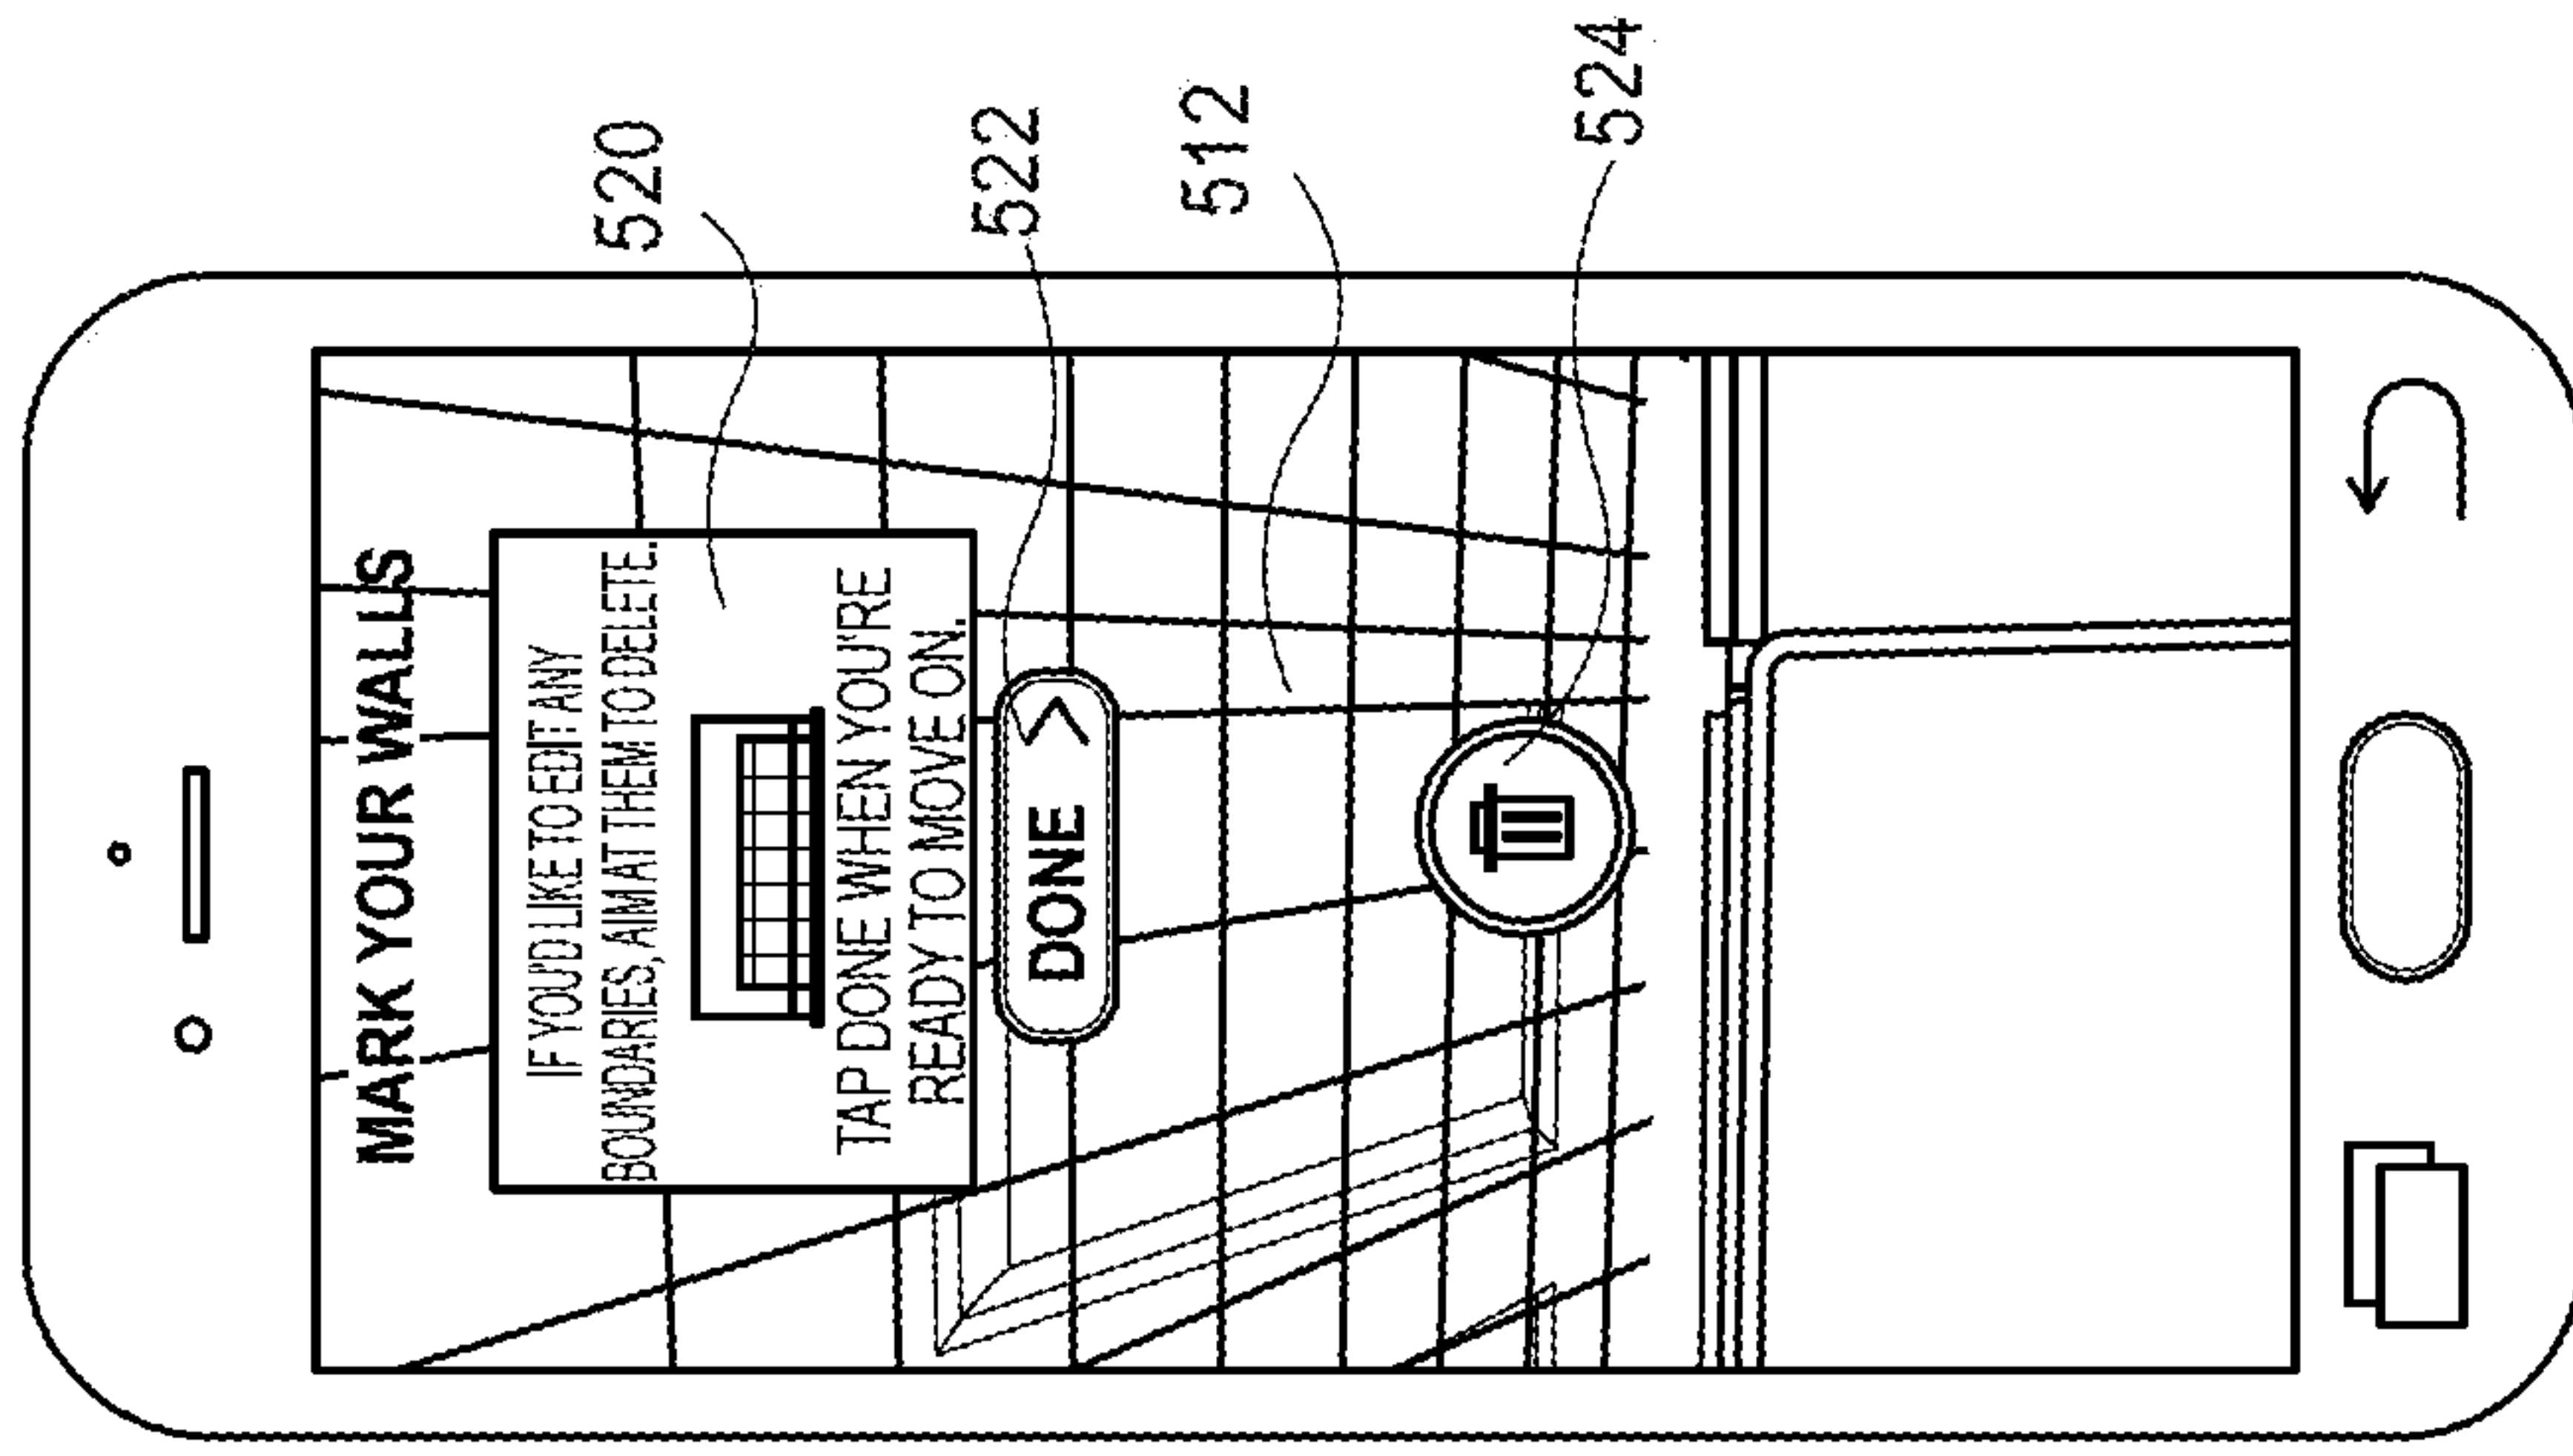 MARK YOUR WALLS
IF YOU'D LIKE TO EDIT ANY
BOUNDARIES, AIM AT THEM TO DELETE.
TAP DONE WHEN YOU'RE
READY TO MOVE ON.
DONE >
520
522
512
524